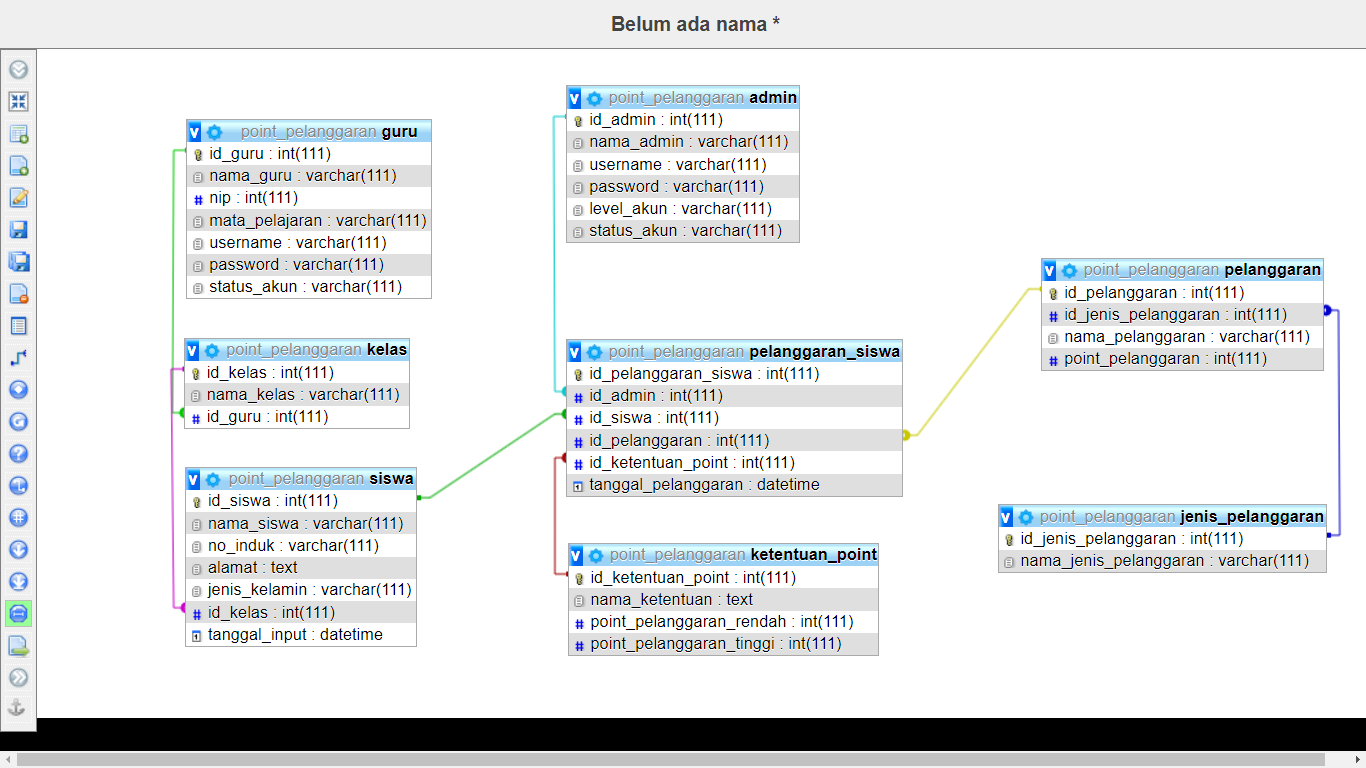 Belum ada nama *
point_pelanggaran guru
id_guru : int(111)
nama_guru : varchar(111)
nip : int(111)
mata_pelajaran : varchar(111)
username : varchar(111)
password : varchar(111)
status_akun : varchar(111)
point_pelanggaran kelas
id_kelas : int(111)
nama_kelas : varchar(111)
id_guru : int(111)
point_pelanggaran siswa
id_siswa : int(111)
nama_siswa : varchar(111)
no_induk : varchar(111)
alamat : text
jenis_kelamin : varchar(111)
id_kelas : int(111)
tanggal_input : datetime
point_pelanggaran admin
id_admin : int(111)
nama_admin : varchar(111)
username : varchar(111)
password : varchar(111)
level_akun : varchar(111)
status_akun : varchar(111)
point_pelanggaran pelanggaran_siswa
id_pelanggaran_siswa : int(111)
id_admin : int(111)
id_siswa : int(111)
id_pelanggaran : int(111)
id_ketentuan_point : int(111)
tanggal_pelanggaran : datetime
point_pelanggaran ketentuan_point
id_ketentuan_point : int(111)
nama_ketentuan : text
point_pelanggaran_rendah : int(111)
point_pelanggaran_tinggi : int(111)
point_pelanggaran pelanggaran
id_pelanggaran : int(111)
id_jenis_pelanggaran : int(111)
nama_pelanggaran : varchar(111)
point_pelanggaran : int(111)
point_pelanggaran jenis_pelanggaran
id_jenis_pelanggaran : int(111)
nama_jenis_pelanggaran : varchar(111)